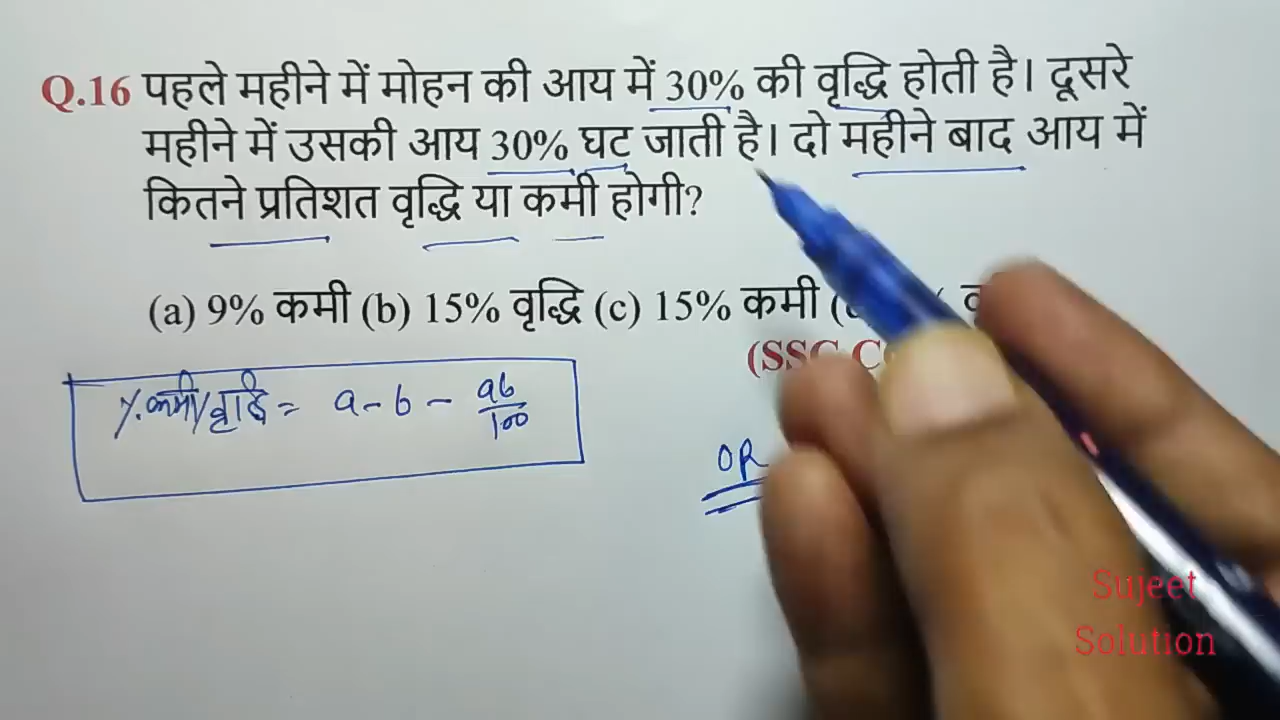 Q.16 पहले महीने में मोहन की आय में 30% की वृद्धि होती है। दूसरे
महीने में उसकी आय 30% घट जाती है। दो महीने बाद आय में
कितने प्रतिशत वृद्धि या कमी होगी?
(a) 9% कमी (b) 15% वृद्धि (c) 15% कमी
(SSC
%कमी/वृद्धि = a - b - ab/100
OR
Sujeet
Solution